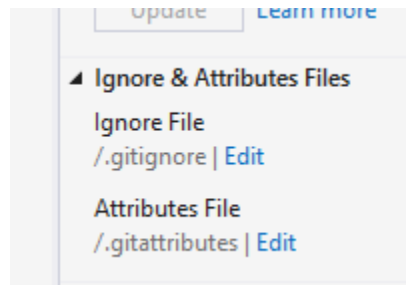 Update Learn more
Ignore & Attributes Files
Ignore File
/.gitignore | Edit
Attributes File
/.gitattributes | Edit